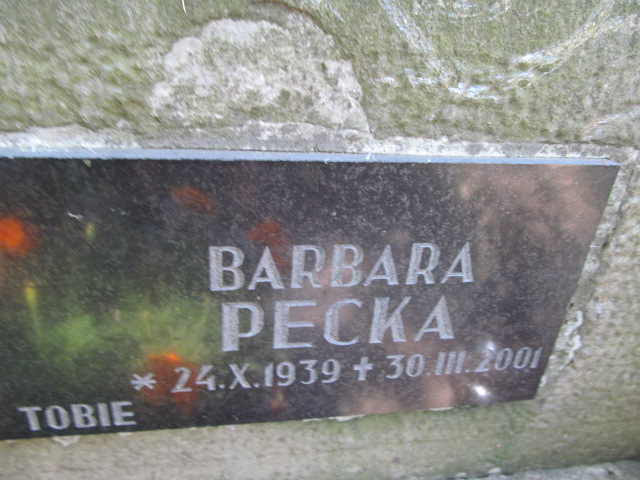 BARBARA
PECKA
* 24.X.1939 ✝ 30.III.2001
TOBIE